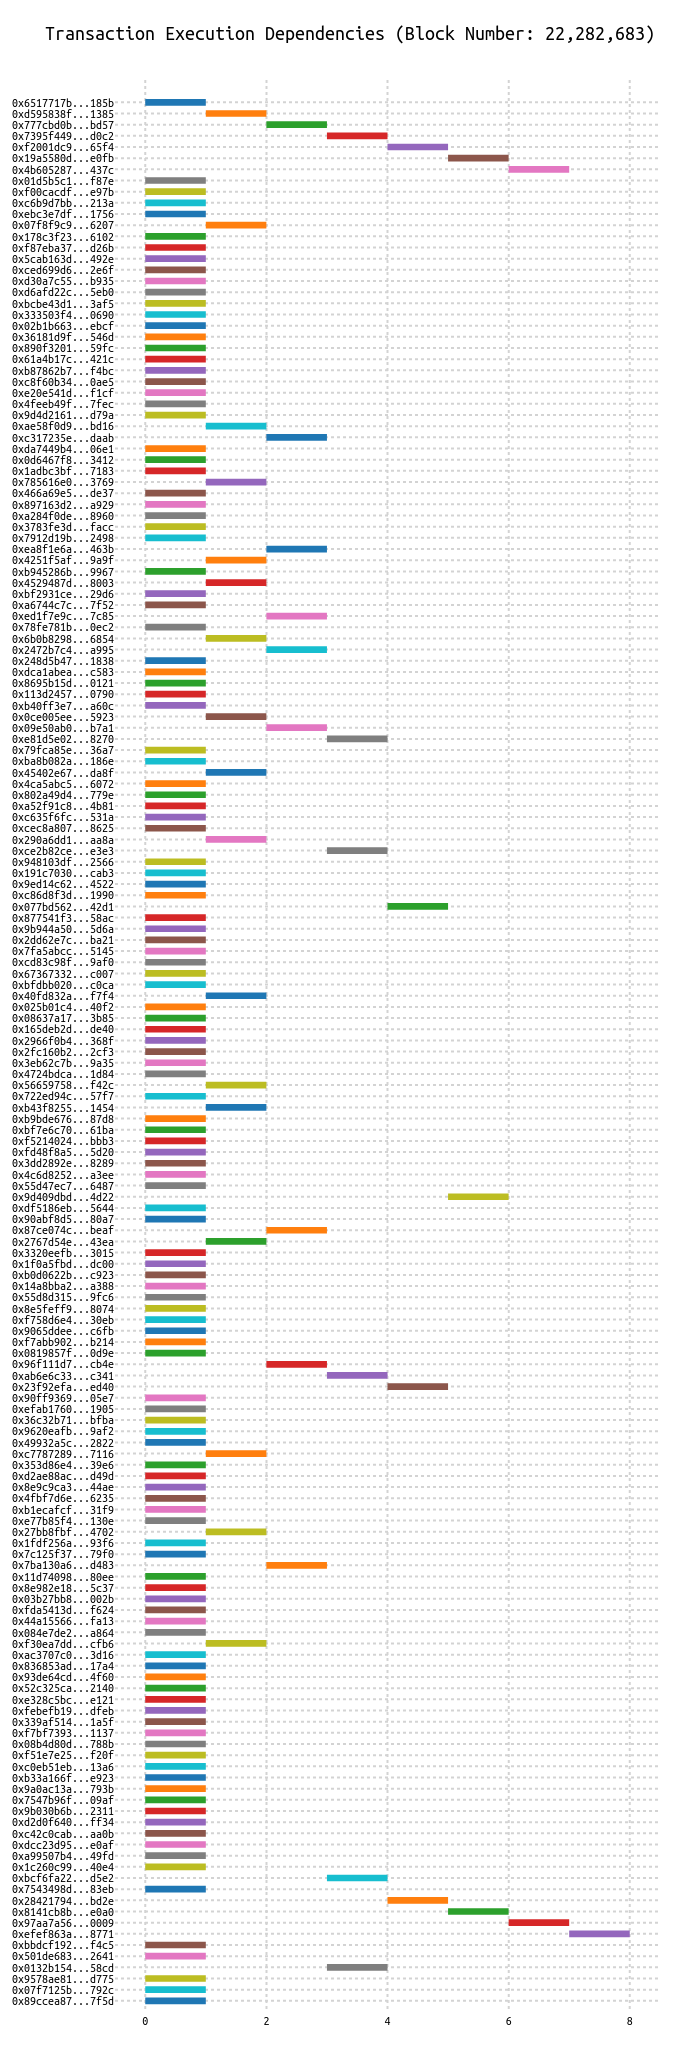 Transaction Execution Dependencies (Block Number: 22,282,683)
0x6517717b...185b
0xd595838f...1385
0x777cbd0b...bd57
0x7395f449...d0c2
0xf2001dc9...65f4
0x19a5580d...e0fb
0x4b605287...437c
0x01d5b5c1...f87e
0xf00cacdf...e97b
0xc6b9d7bb...213a
0xebc3e7df...1756
0x07f8f9c9...6207
0x178c3f23...6102
0xf87eba37...d26b
0x5cab163d...492e
0xced699d6...2e6f
0xd30a7c55...b935
0xd6afd22c...5eb0
0xbcbe43d1...3af5
0x333503f4...0690
0x02b1b663...ebcf
0x36181d9f...546d
0x890f3201...59fc
0x61a4b17c...421c
0xb87862b7...f4bc
0xc8f60b34...0ae5
0xe20e541d...f1cf
0x4feeb49f...7fec
0x9d4d2161...d79a
0xae58f0d9...bd16
0xc317235e...daab
0xda7449b4...06e1
0x0d6467f8...3412
0x1adbc3bf...7183
0x785616e0...3769
0x466a69e5...de37
0x897163d2...a929
0xa284f0de...8960
0x3783fe3d...facc
0x7912d19b...2498
0xea8f1e6a...463b
0x4251f5af...9a9f
0xb945286b...9967
0x4529487d...8003
0xbf2931ce...29d6
0xa6744c7c...7f52
0xed1f7e9c...7c85
0x78fe781b...0ec2
0x6b0b8298...6854
0x2472b7c4...a995
0x248d5b47...1838
0xdca1abea...c583
0x8695b15d...0121
0x113d2457...0790
0xb40ff3e7...a60c
0x0ce005ee...5923
0x09e50ab0...b7a1
0xe81d5e02...8270
0x79fca85e...36a7
0xba8b082a...186e
0x45402e67...da8f
0x4ca5abc5...6072
0x802a49d4...779e
0xa52f91c8...4b81
0xc635f6fc...531a
0xcec8a807...8625
0x290a6dd1...aa8a
0xce2b82ce...e3e3
0x948103df...2566
0x191c7030...cab3
0x9ed14c62...4522
0xc86d8f3d...1990
0x077bd562...42d1
0x877541f3...58ac
0x9b944a50...5d6a
0x2dd62e7c...ba21
0x7fa5abcc...5145
0xcd83c98f...9af0
0x67367332...c007
0xbfdbb020...c0ca
0x40fd832a...f7f4
0x025b01c4...40f2
0x08637a17...3b85
0x165deb2d...de40
0x2966f0b4...368f
0x2fc160b2...2cf3
0x3eb62c7b...9a35
0x4724bdca...1d84
0x56659758...f42c
0x722ed94c...57f7
0xb43f8255...1454
0xb9bde676...87d8
0xbf7e6c70...61ba
0xf5214024...bbb3
0xfd48f8a5...5d20
0x3dd2892e...8289
0x4c6d8252...a3ee
0x55d47ec7...6487
0x9d409dbd...4d22
0xdf5186eb...5644
0x90abf8d5...80a7
0x87ce074c...beaf
0x2767d54e...43ea
0x3320eefb...3015
0x1f0a5fbd...dc00
0xb0d0622b...c923
0x14a8bba2...a388
0x55d8d315...9fc6
0x8e5feff9...8074
0xf758d6e4...30eb
0x9065ddee...c6fb
0xf7abb902...b214
0x0819857f...0d9e
0x96f111d7...cb4e
0xab6e6c33...c341
0x23f92efa...ed40
0x90ff9369...05e7
0xefab1760...1905
0x36c32b71...bfba
0x9620eafb...9af2
0x49932a5c...2822
0xc7787289...7116
0x353d86e4...39e6
0xd2ae88ac...d49d
0x8e9c9ca3...44ae
0x4fbf7d6e...6235
0xb1ecafcf...31f9
0xe77b85f4...130e
0x27bb8fbf...4702
0x1fdf256a...93f6
0x7c125f37...79f0
0x7ba130a6...d483
0x11d74098...80ee
0x8e982e18...5c37
0x03b27bb8...002b
0xfda5413d...f624
0x44a15566...fa13
0x084e7de2...a864
0xf30ea7dd...cfb6
0xac3707c0...3d16
0x836853ad...17a4
0x93de64cd...4f60
0x52c325ca...2140
0xe328c5bc...e121
0xfebefb19...dfeb
0x339af514...1a5f
0xf7bf7393...1137
0x08b4d80d...788b
0xf51e7e25...f20f
0xc0eb51eb...13a6
0xb33a166f...e923
0x9a0ac13a...793b
0x7547b96f...09af
0x9b030b6b...2311
0xd2d0f640...ff34
0xc42c0cab...aa0b
0xdcc23d95...e0af
0xa99507b4...49fd
0x1c260c99...40e4
0xbcf6fa22...d5e2
0x7543498d...83eb
0x28421794...bd2e
0x8141cb8b...e0a0
0x97aa7a56...0009
0xefef863a...8771
0xbbdcf192...f4c5
0x501de683...2641
0x0132b154...58cd
0x9578ae81...d775
0x07f7125b...792c
0x89ccea87...7f5d
0 2 4 6 8